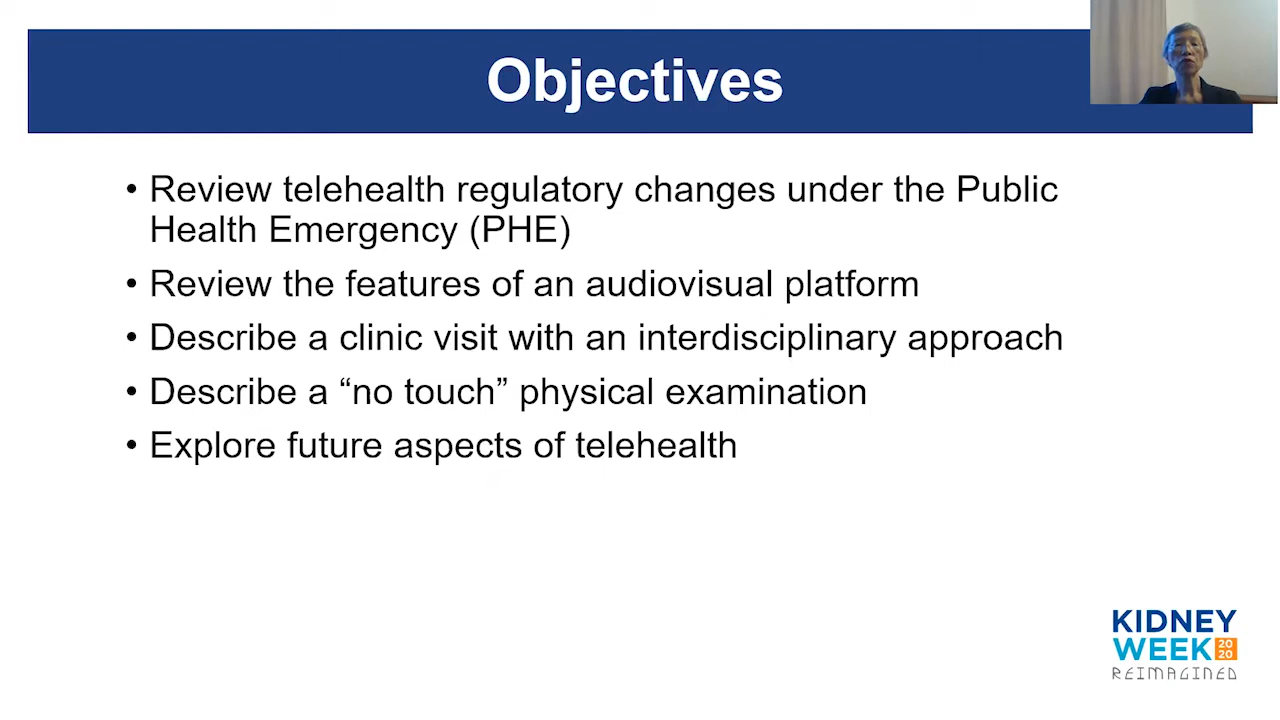 Objectives
• Review telehealth regulatory changes under the Public
Health Emergency (PHE)
• Review the features of an audiovisual platform
• Describe a clinic visit with an interdisciplinary approach
• Describe a “no touch” physical examination
• Explore future aspects of telehealth
KIDNEY
WEEK 20
20
REIMAGINED